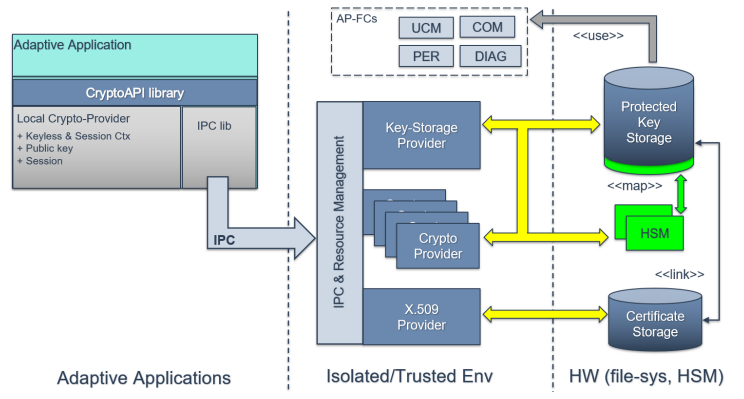 Adaptive Application
CryptoAPI library
Local Crypto-Provider
+ Keyless & Session Ctx
+ Public key
+ Session
IPC lib
IPC
AP-FCs
UCM
COM
PER
DIAG
<<use>>
IPC & Resource Management
Key-Storage
Provider
Crypto
Provider
X.509
Provider
Protected
Key
Storage
<<map>>
HSM
<<link>>
Certificate
Storage
Adaptive Applications
Isolated/Trusted Env
HW (file-sys, HSM)